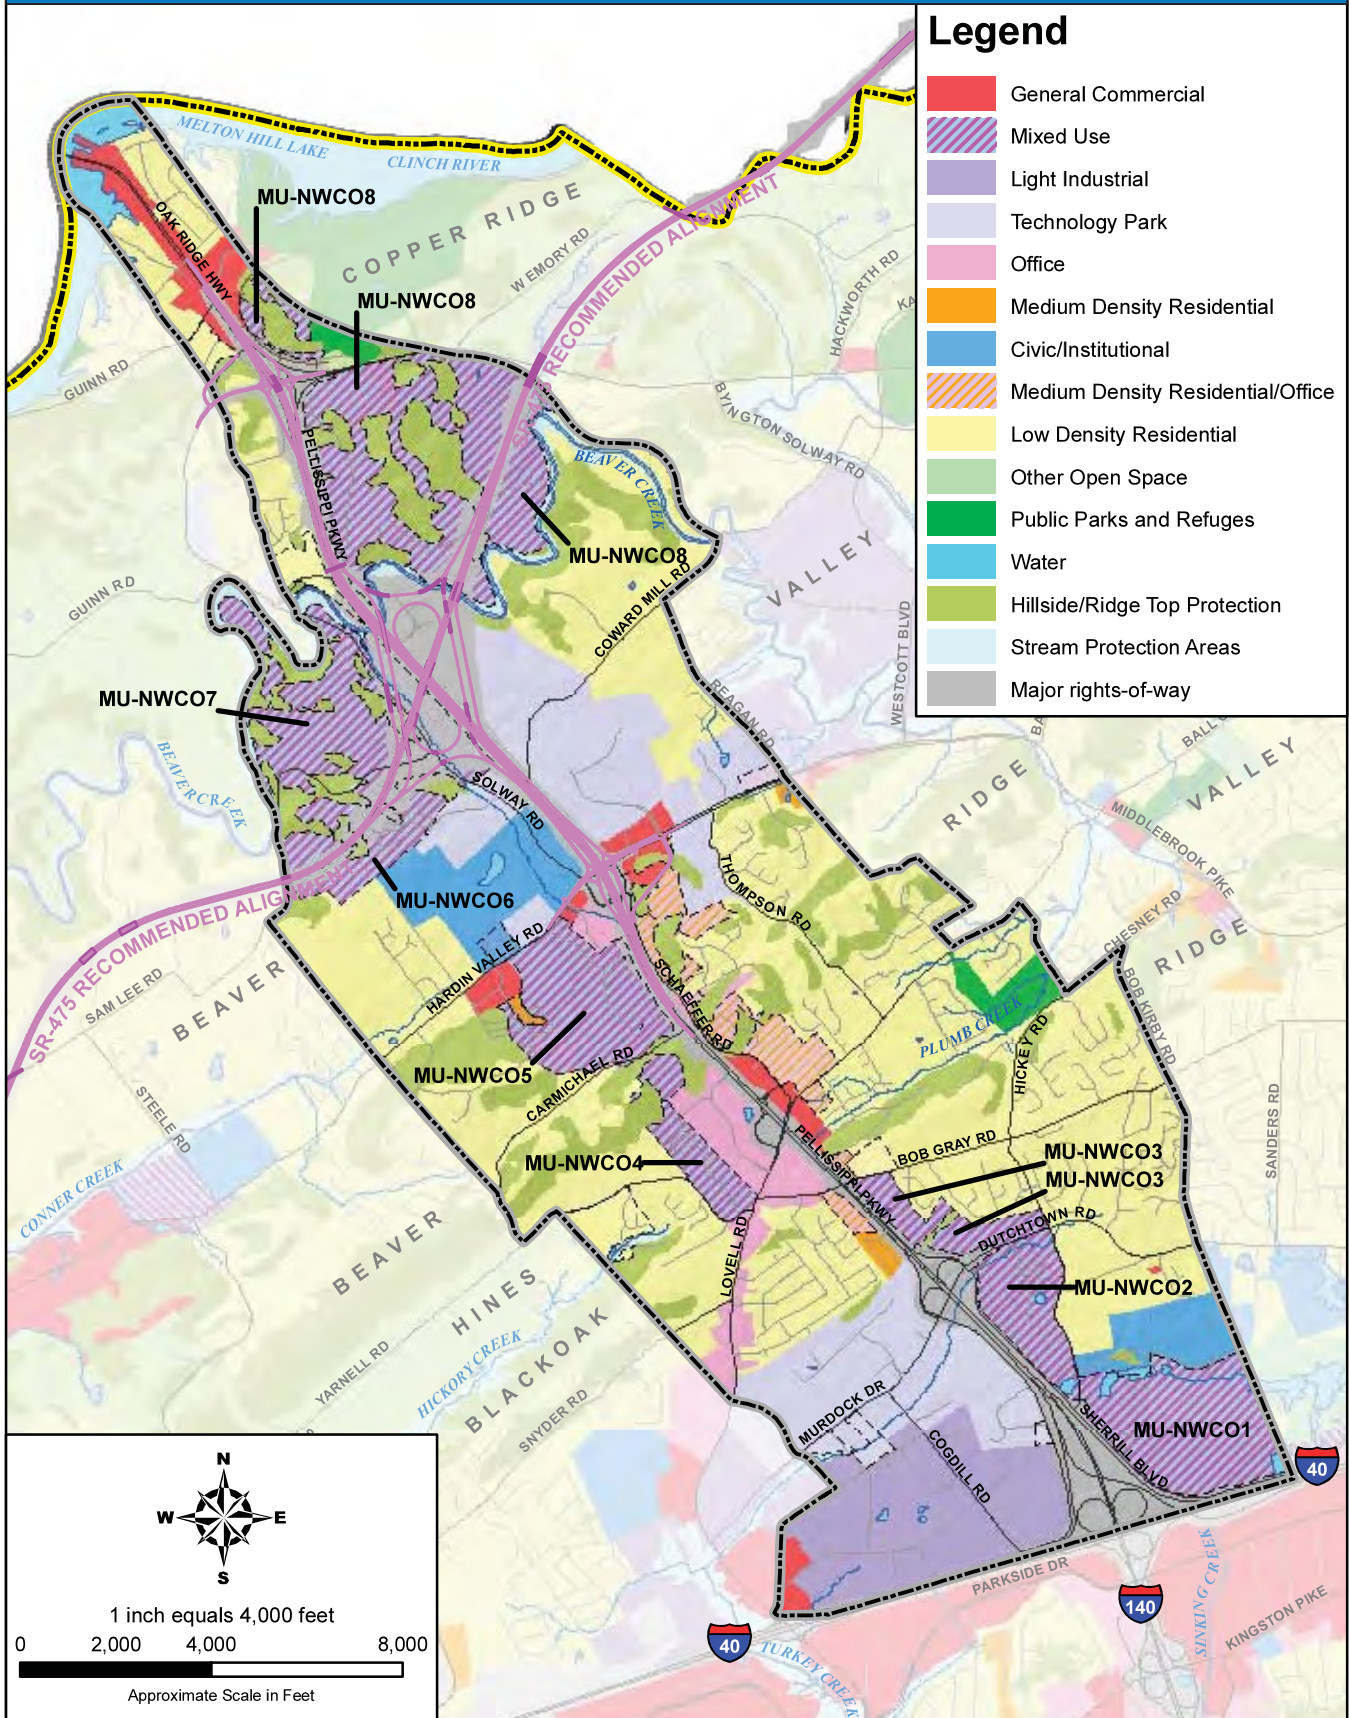 Legend
General Commercial
Mixed Use
Light Industrial
Technology Park
Office
Medium Density Residential
Civic/Institutional
Medium Density Residential/Office
Low Density Residential
Other Open Space
Public Parks and Refuges
Water
Hillside/Ridge Top Protection
Stream Protection Areas
Major rights-of-way
MELTON HILL LAKE
CLINCH RIVER
MU-NWCO8
COPPER RIDGE
OAK RIDGE HWY
W EMORY RD
RECOMMENDED ALIGNMENT
HACKWORTH RD
KA
MU-NWCO8
GUINN RD
BYINGTON SOLWAY RD
PELLISSIPPI PKWY
BEAVER CREEK
MU-NWCO8
VALLEY
GUINN RD
COWARD MILL RD
WESTCOTT BLVD
MU-NWCO7
REAGAN RD
BEAVER CREEK
BA
BALL
VALLEY
RIDGE
SOLWAY RD
MIDDLEBROOK PIKE
THOMPSON RD
MU-NWCO6
SR-475 RECOMMENDED ALIGNMENT
CHESNEY RD
RIDGE
HARDIN VALLEY RD
SCHAEFFER RD
SAM LEE RD
BEAVER
BOB KIRBY RD
PLUMB CREEK
HICKEY RD
MU-NWCO5
CARMICHAEL RD
STEELE RD
SANDERS RD
PELLISSIPPI PKWY
BOB GRAY RD
MU-NWCO3
MU-NWCO4
MU-NWCO3
CONNER CREEK
DUTCHTOWN RD
BEAVER
LOVELL RD
MU-NWCO2
HINES
YARNELL RD
HICKORY CREEK
BLACKOAK
SNYDER RD
MURDOCK DR
COGDILL RD
SHERRILL BLVD
MU-NWCO1
40
PARKSIDE DR
140
SINKING CREEK
KINGSTON PIKE
40
TURKEY CREEK
N
W E
S
1 inch equals 4,000 feet
0 2,000 4,000 8,000
Approximate Scale in Feet